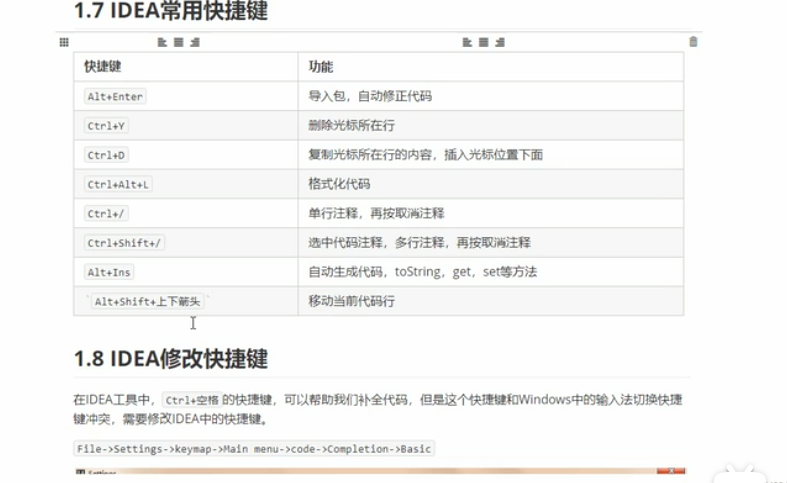 1.7 IDEA常用快捷键
快捷键 功能
Alt+Enter 导入包，自动修正代码
Ctrl+Y 删除光标所在行
Ctrl+D 复制光标所在行的内容，插入光标位置下面
Ctrl+Alt+L 格式化代码
Ctrl+/ 单行注释，再按取消注释
Ctrl+Shift+/ 选中代码注释，多行注释，再按取消注释
Alt+Ins 自动生成代码，toString，get，set等方法
`Alt+Shift+上下箭头` 移动当前代码行
1.8 IDEA修改快捷键
在IDEA工具中，Ctrl+空格的快捷键，可以帮助我们补全代码，但是这个快捷键和Windows中的输入法切换快捷
键冲突，需要修改IDEA中的快捷键。
File->Settings->keymap->Main menu->code->Completion->Basic